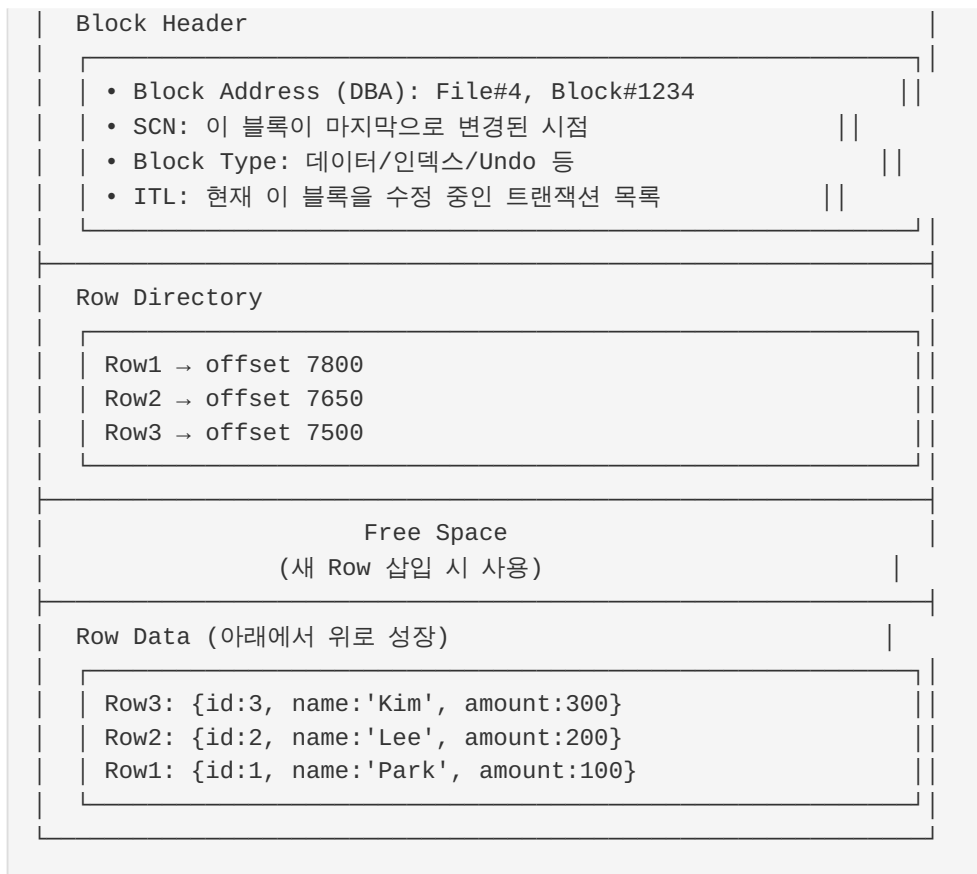 Block Header
• Block Address (DBA): File#4, Block#1234
• SCN: 이 블록이 마지막으로 변경된 시점
• Block Type: 데이터/인덱스/Undo 등
• ITL: 현재 이 블록을 수정 중인 트랜잭션 목록
Row Directory
Row1 → offset 7800
Row2 → offset 7650
Row3 → offset 7500
Free Space
(새 Row 삽입 시 사용)
Row Data (아래에서 위로 성장)
Row3: {id:3, name:'Kim', amount:300}
Row2: {id:2, name:'Lee', amount:200}
Row1: {id:1, name:'Park', amount:100}